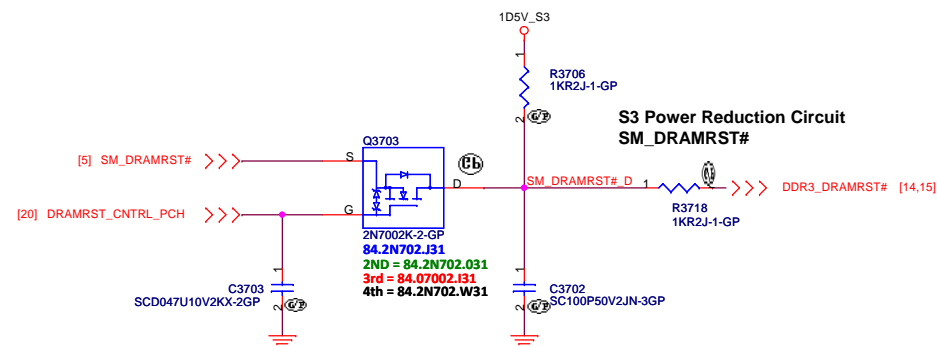 1D5V_S3
1
R3706
1KR2J-1-GP
2
G/P
S3 Power Reduction Circuit
SM_DRAMRST#
Q3703
[5] SM_DRAMRST#
S
D
SM_DRAMRST#_D
1
DDR3_DRAMRST# [14,15]
R3718
1KR2J-1-GP
[20] DRAMRST_CNTRL_PCH
G
2N7002K-2-GP
84.2N702.J31
2ND = 84.2N702.031
3rd = 84.07002.I31
4th = 84.2N702.W31
1
C3703
SCD047U10V2KX-2GP
2
G/P
1
C3702
SC100P50V2JN-3GP
2
G/P